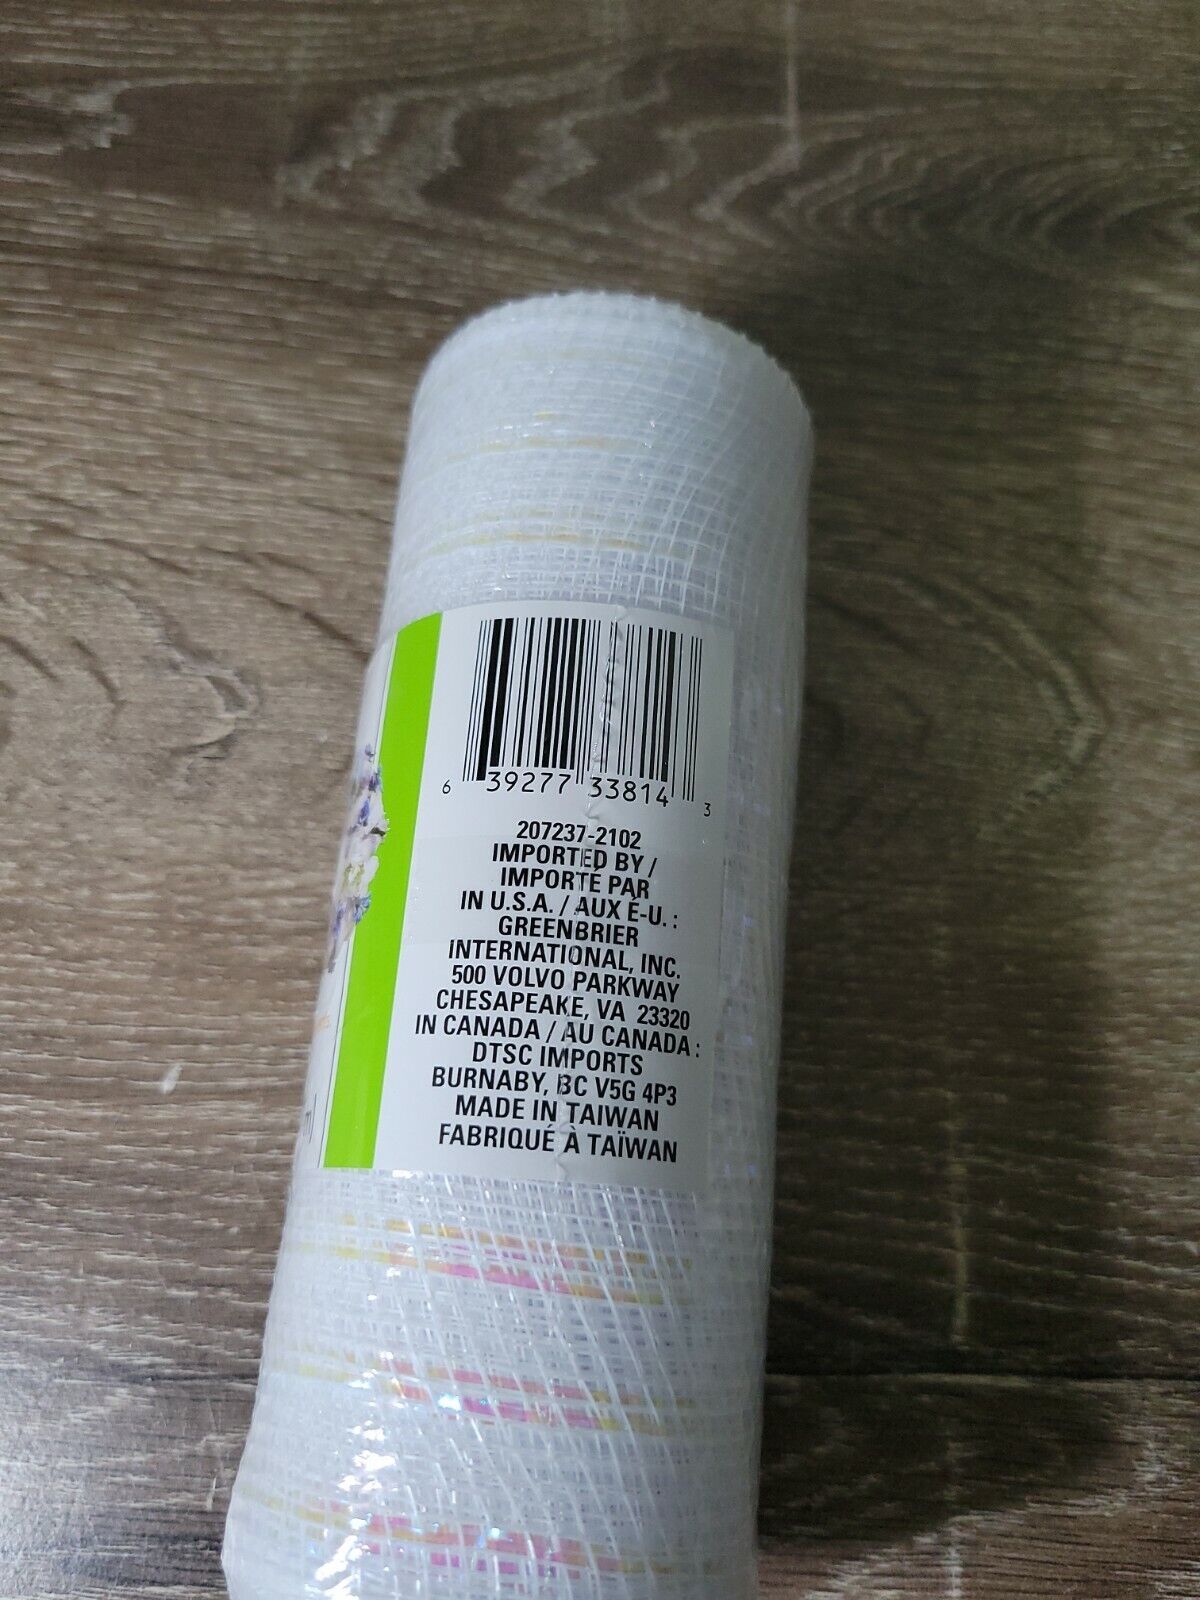 6 39277 33814 3
207237-2102
IMPORTED BY /
IMPORTÉ PAR
IN U.S.A. / AUX É-U. :
GREENBRIER
INTERNATIONAL, INC.
500 VOLVO PARKWAY
CHESAPEAKE, VA 23320
IN CANADA / AU CANADA :
DTSC IMPORTS
BURNABY, BC V5G 4P3
MADE IN TAIWAN
FABRIQUÉ À TAÏWAN